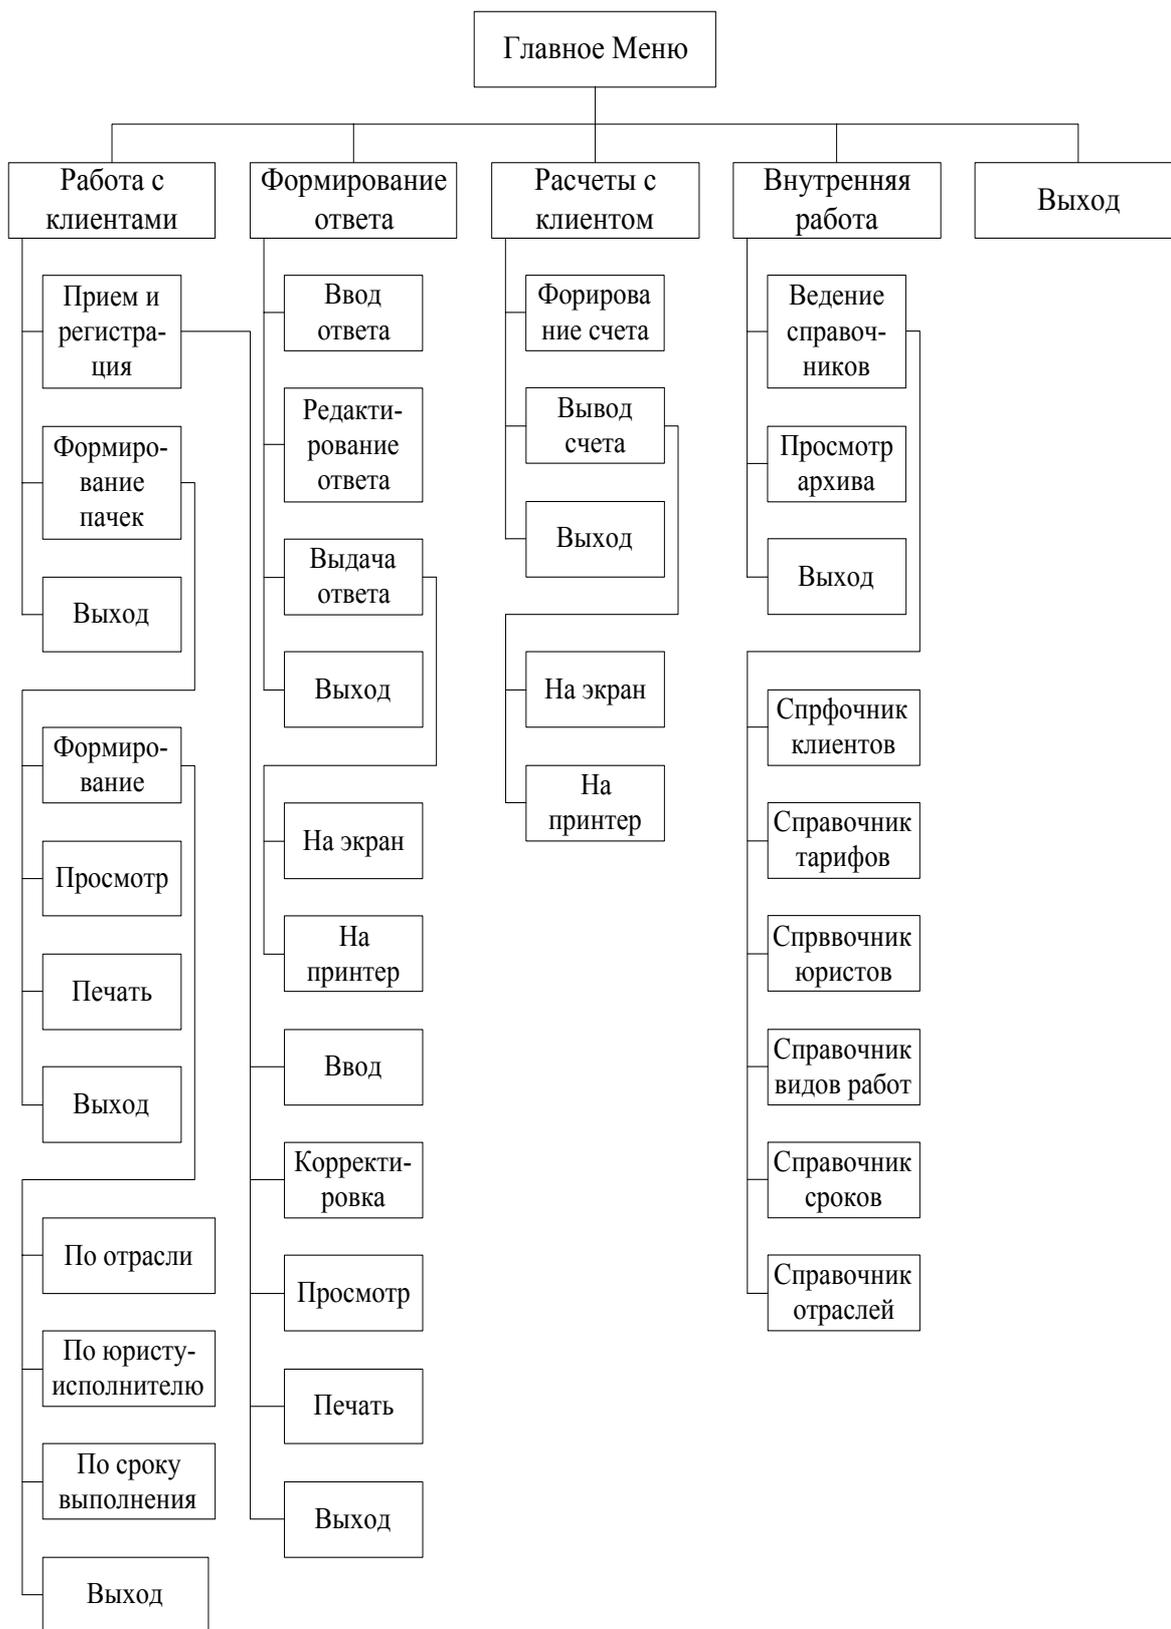 Главное Меню
Работа с
клиентами
Формирование
ответа
Расчеты с
клиентом
Внутренняя
работа
Выход
Прием и
регистра-
ция
Формиро-
вание
пачек
Выход
Формиро-
вание
Просмотр
Печать
Выход
По отрасли
По юристу-
исполнителю
По сроку
выполнения
Выход
Ввод
ответа
Редакти-
рование
ответа
Выдача
ответа
Выход
На экран
На
принтер
Ввод
Корректи-
ровка
Просмотр
Печать
Выход
Форирова
ние счета
Вывод
счета
Выход
На экран
На
принтер
Ведение
справоч-
ников
Просмотр
архива
Выход
Спрфочник
клиентов
Справочник
тарифов
Спрввочник
юристов
Справочник
видов работ
Справочник
сроков
Справочник
отраслей